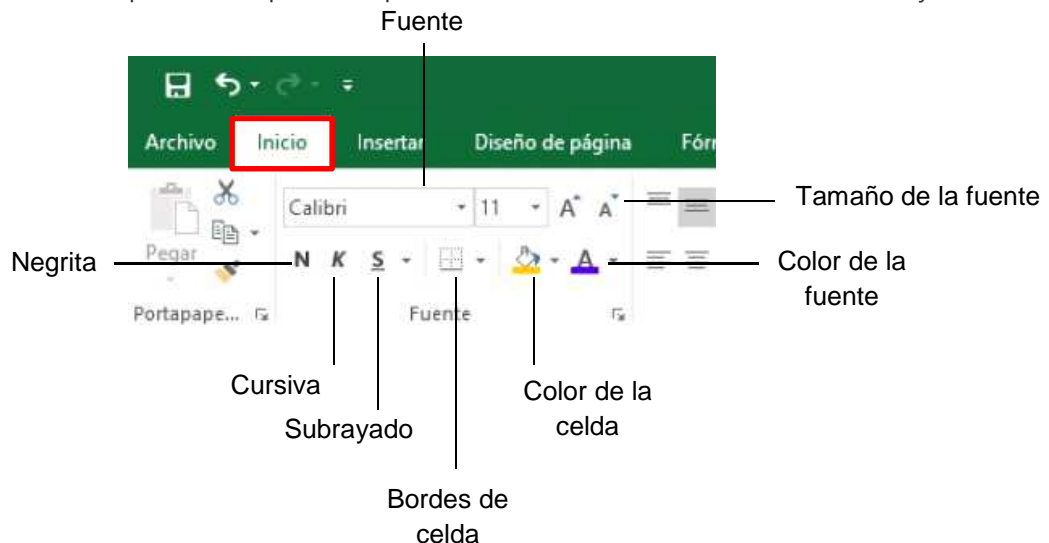 Fuente
Archivo Inicio Insertar Diseño de página Fórr
Calibri 11 A A
Tamaño de la fuente
Pegar
N K S A
Negrita
Color de la
fuente
Portapape... Fuente
Cursiva
Subrayado
Color de la
celda
Bordes de
celda